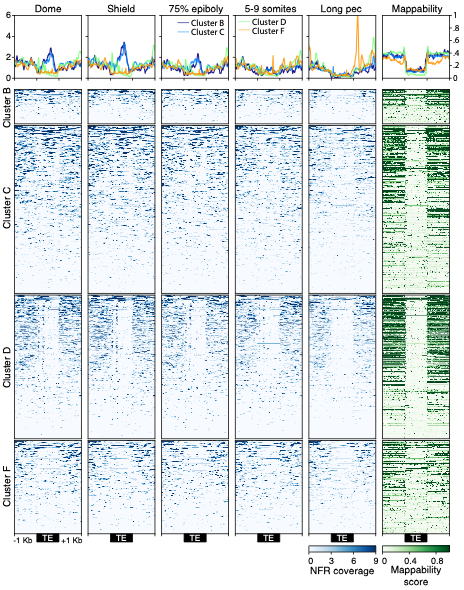 Dome Shield 75% epiboly 5-9 somites Long pec Mappability
6 1
Cluster B Cluster D
Cluster C Cluster F
4 .8
.6
2 .4
.2
0 0
Cluster B
Cluster C
Cluster D
Cluster F
-1 Kb TE +1 Kb TE TE TE TE TE
0 3 6 9 0 0.4 0.8
NFR coverage Mappability
score